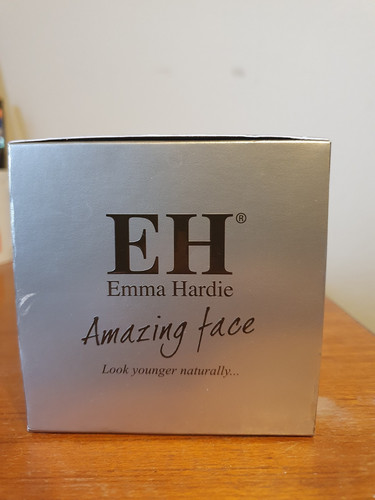 EH®
Emma Hardie
Amazing face
Look younger naturally...